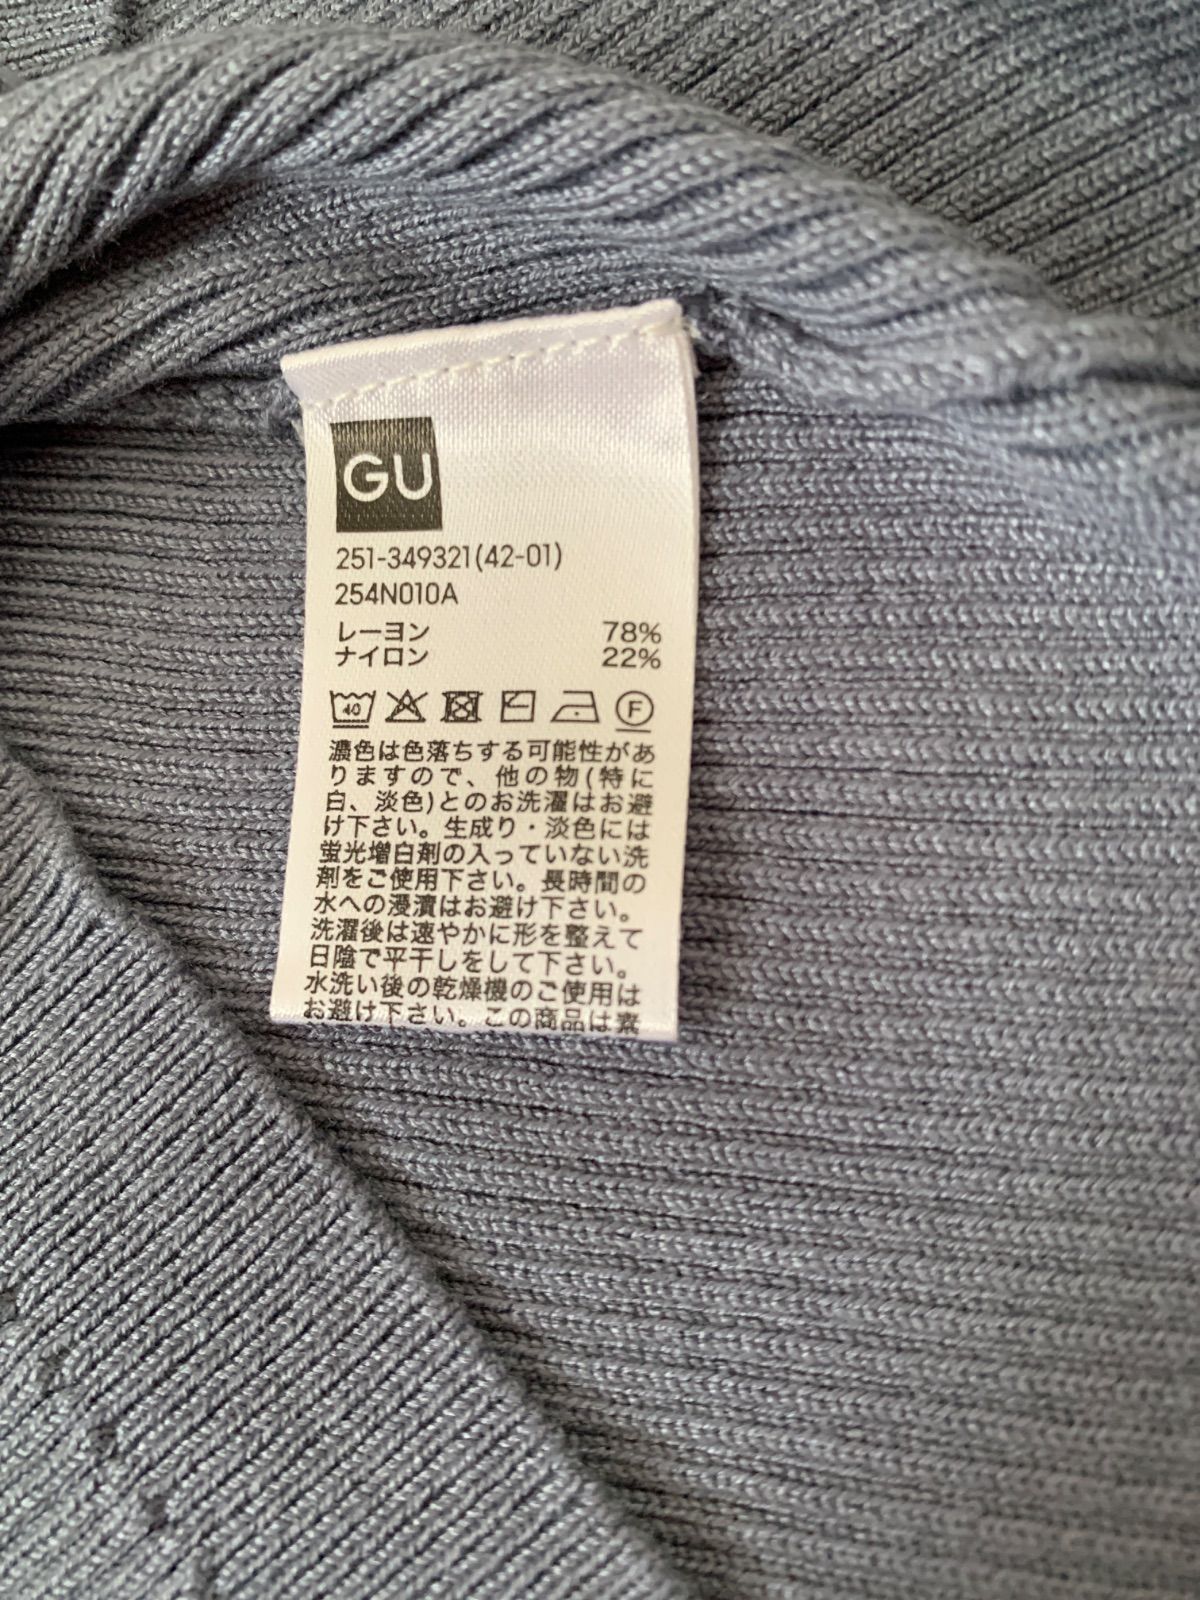 GU
251-349321(42-01)
254N010A
レーヨン 78%
ナイロン 22%
40 F
濃色は色落ちする可能性があ
りますので、他の物(特に
白、淡色)とのお洗濯はお避
け下さい。生成り・淡色には
蛍光増白剤の入っていない洗
剤をご使用下さい。長時間の
水への浸漬はお避け下さい。
洗濯後は速やかに形を整えて
日陰で平干しをして下さい。
水洗い後の乾燥機のご使用は
お避け下さい。この商品は素